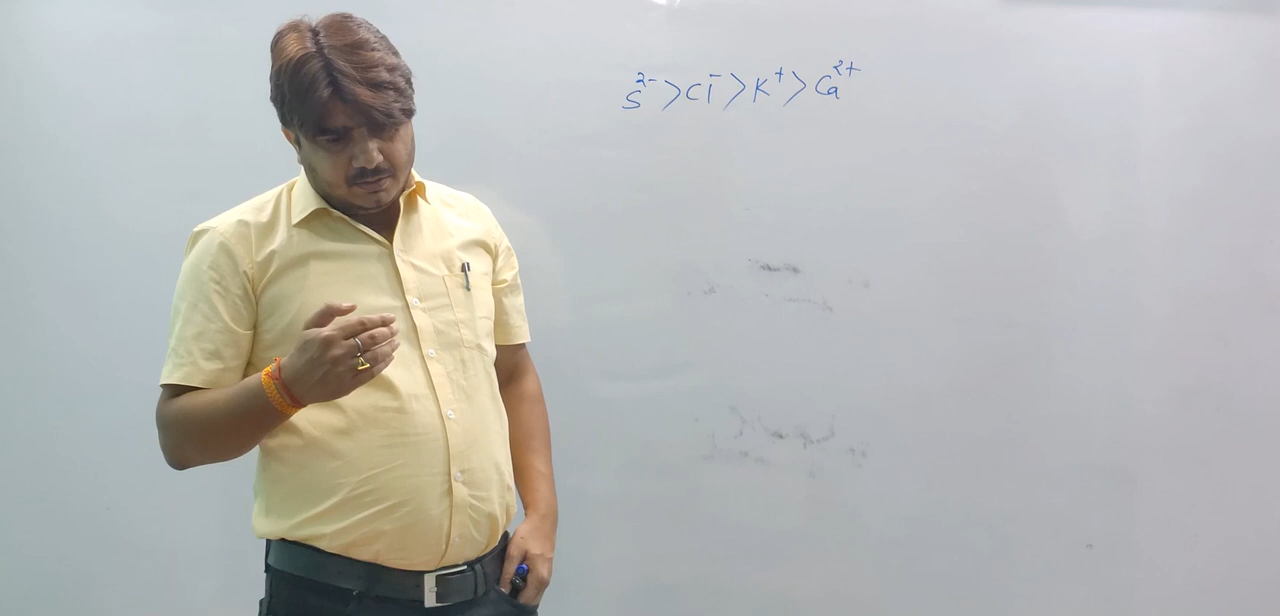 S²⁻ > Cl⁻ > K⁺ > Ca²⁺